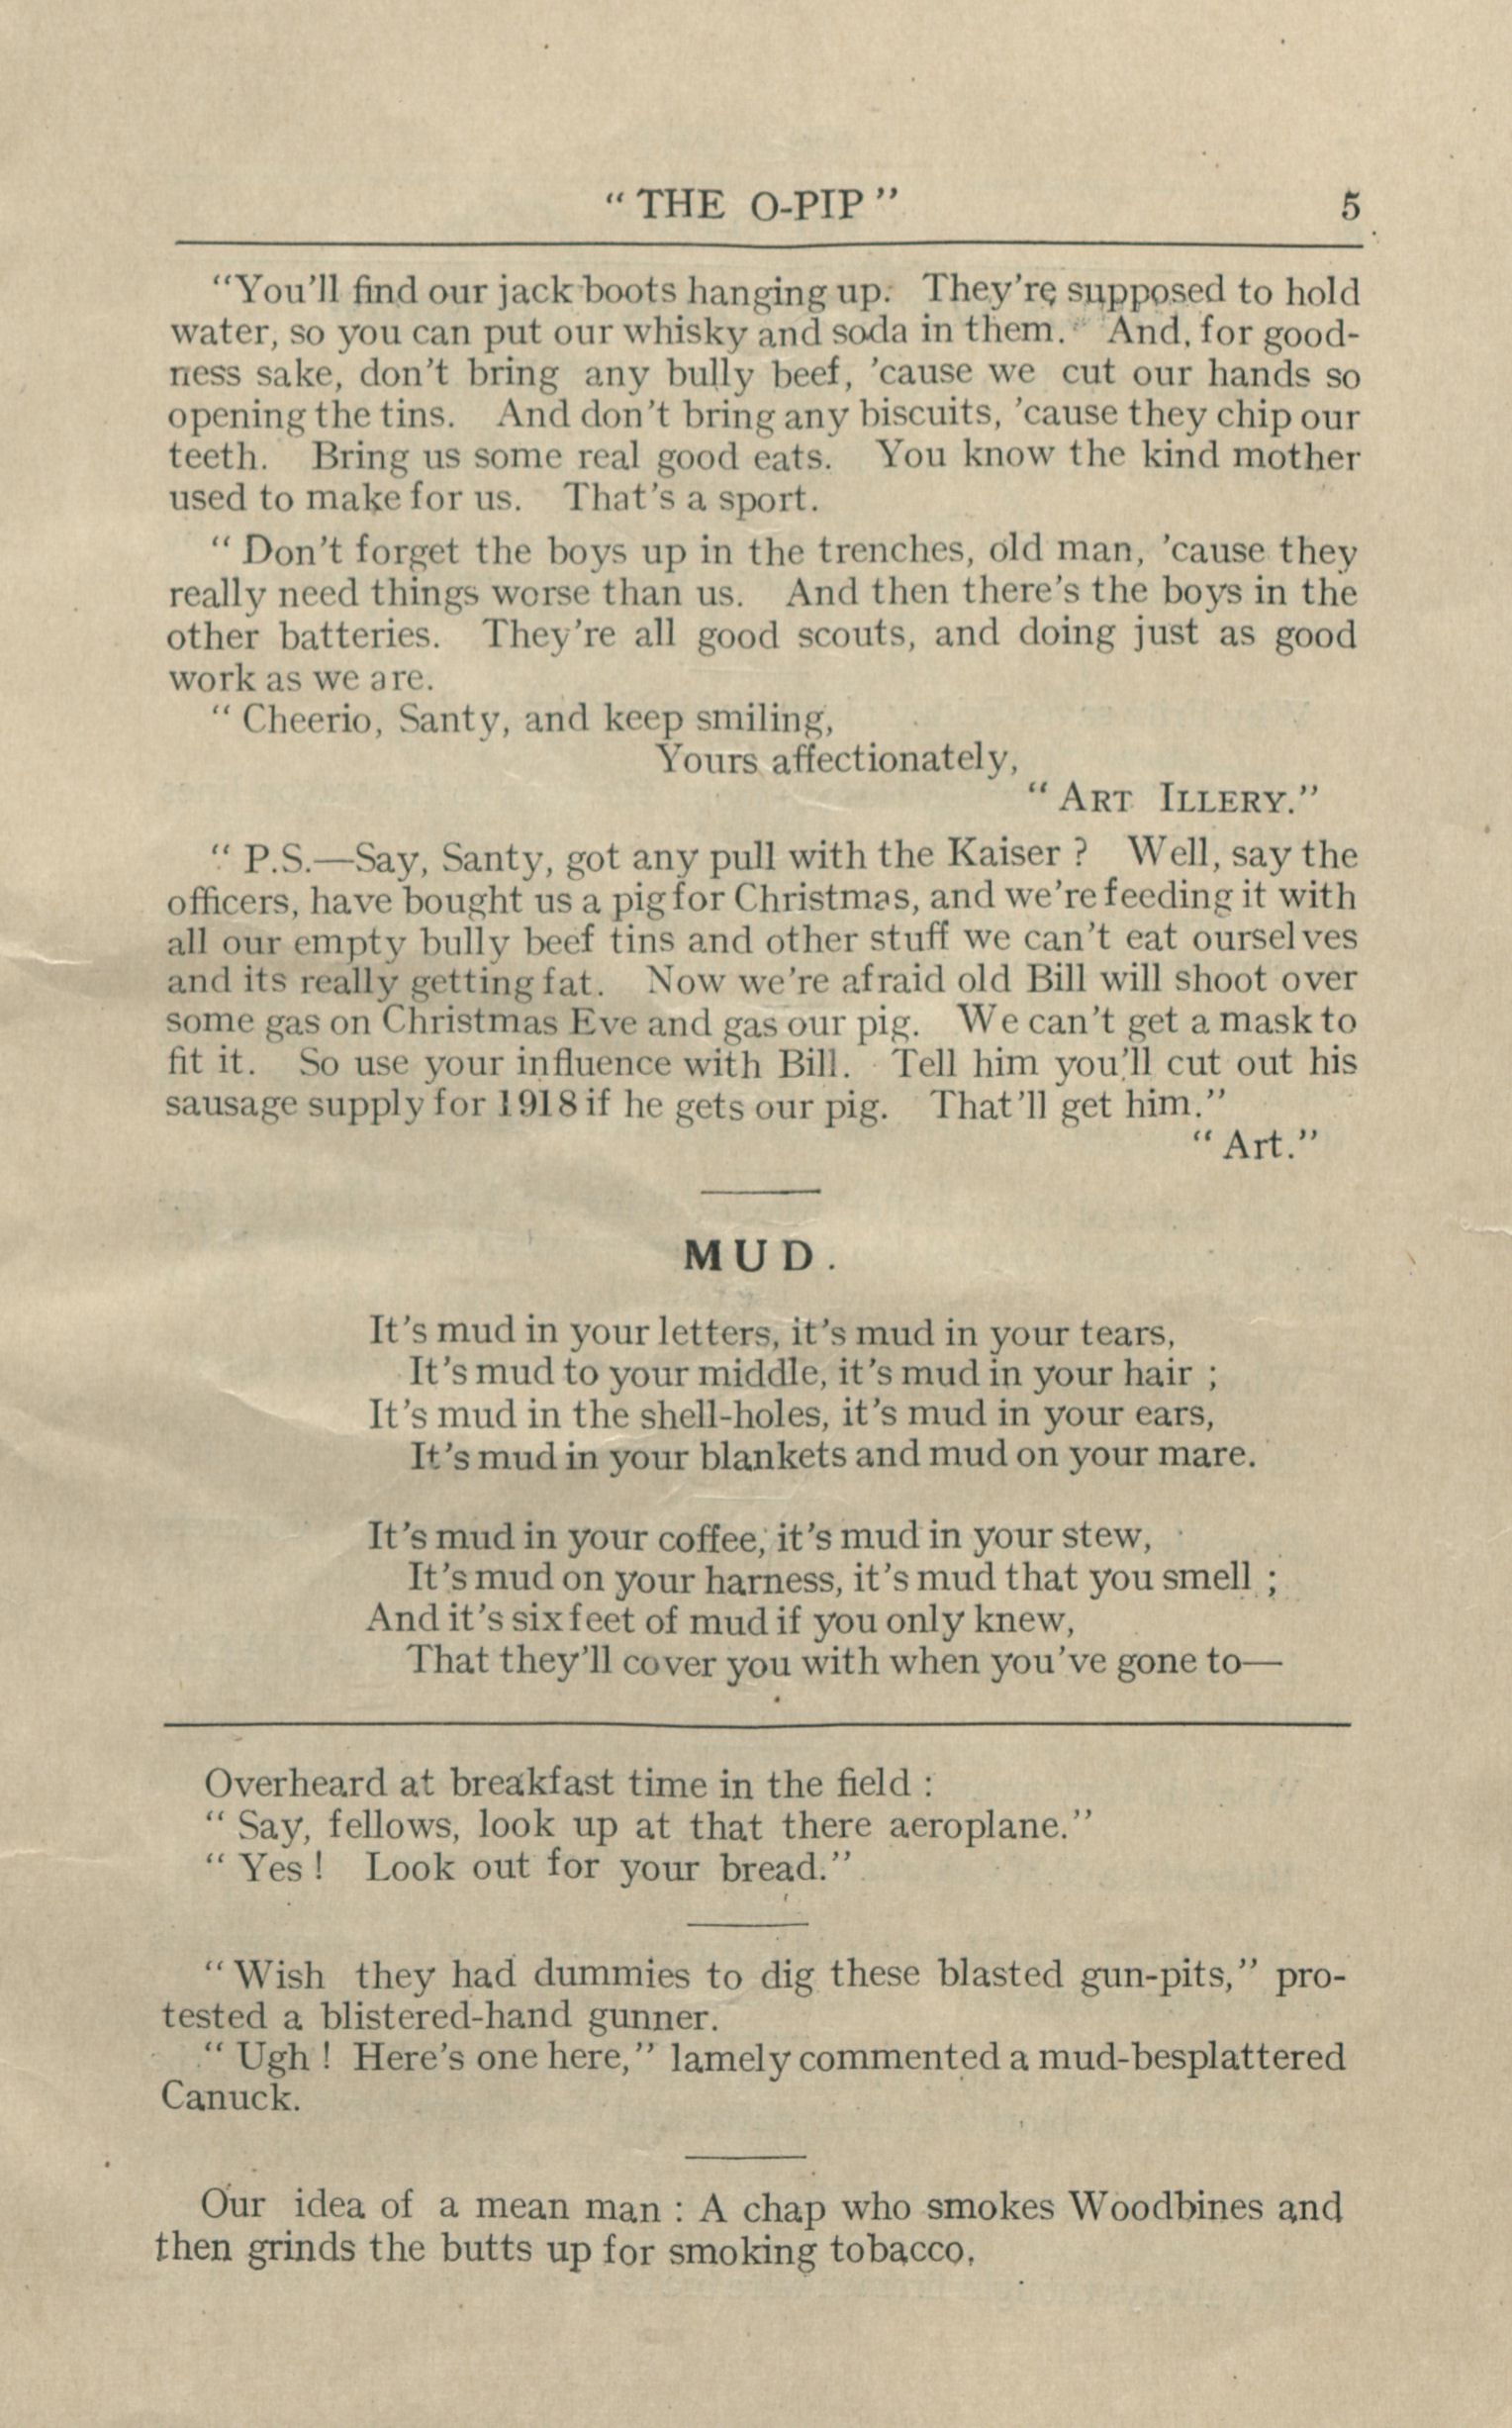 "THE O-PIP" 5
"You'll find our jack boots hanging up. They're supposed to hold
water, so you can put our whisky and soda in them. And, for good-
ness sake, don't bring any bully beef, 'cause we cut our hands so
opening the tins. And don't bring any biscuits, 'cause they chip our
teeth. Bring us some real good eats. You know the kind mother
used to make for us. That's a sport.
"Don't forget the boys up in the trenches, old man, 'cause they
really need things worse than us. And then there's the boys in the
other batteries. They're all good scouts, and doing just as good
work as we are.
"Cheerio, Santy, and keep smiling,
Yours affectionately,
"ART ILLERY."
"P.S.—Say, Santy, got any pull with the Kaiser ? Well, say the
officers, have bought us a pig for Christmas, and we're feeding it with
all our empty bully beef tins and other stuff we can't eat ourselves
and its really getting fat. Now we're afraid old Bill will shoot over
some gas on Christmas Eve and gas our pig. We can't get a mask to
fit it. So use your influence with Bill. Tell him you'll cut out his
sausage supply for 1918 if he gets our pig. That'll get him."
"Art."
MUD.
It's mud in your letters, it's mud in your tears,
It's mud to your middle, it's mud in your hair ;
It's mud in the shell-holes, it's mud in your ears,
It's mud in your blankets and mud on your mare.
It's mud in your coffee, it's mud in your stew,
It's mud on your harness, it's mud that you smell ;
And it's six feet of mud if you only knew,
That they'll cover you with when you've gone to—
Overheard at breakfast time in the field :
"Say, fellows, look up at that there aeroplane."
"Yes ! Look out for your bread."
"Wish they had dummies to dig these blasted gun-pits," pro-
tested a blistered-hand gunner.
"Ugh ! Here's one here," lamely commented a mud-besplattered
Canuck.
Our idea of a mean man : A chap who smokes Woodbines and
then grinds the butts up for smoking tobacco.